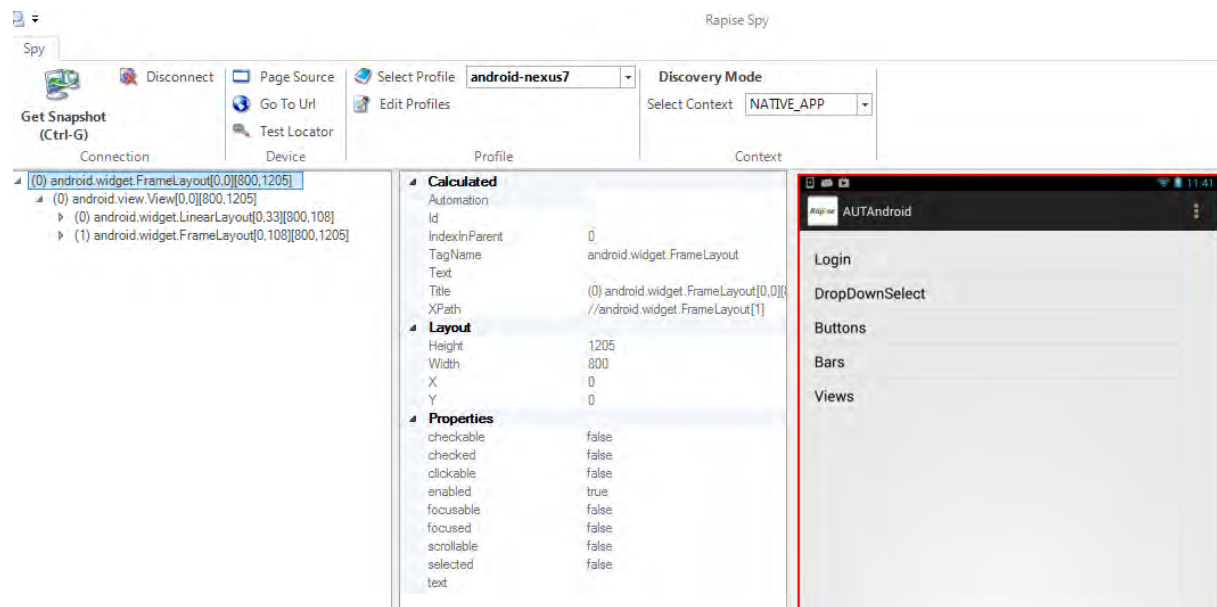 Rapise Spy
Spy
Get Snapshot
(Ctrl-G)
Disconnect
Connection
Page Source
Go To Url
Test Locator
Device
Select Profile android-nexus7
Edit Profiles
Profile
Discovery Mode
Select Context NATIVE_APP
Context
(0) android.widget.FrameLayout[0,0][800,1205]
(0) android.view.View[0,0][800,1205]
(0) android.widget.LinearLayout[0,33][800,108]
(1) android.widget.FrameLayout[0,108][800,1205]
Calculated
Automation
Id
IndexInParent 0
TagName android.widget.FrameLayout
Text
Title (0) android.widget.FrameLayout[0,0][8
XPath //android.widget.FrameLayout[1]
Layout
Height 1205
Width 800
X 0
Y 0
Properties
checkable false
checked false
clickable false
enabled true
focusable false
focused false
scrollable false
selected false
text
11:41
Rapise AUTAndroid
Login
DropDownSelect
Buttons
Bars
Views